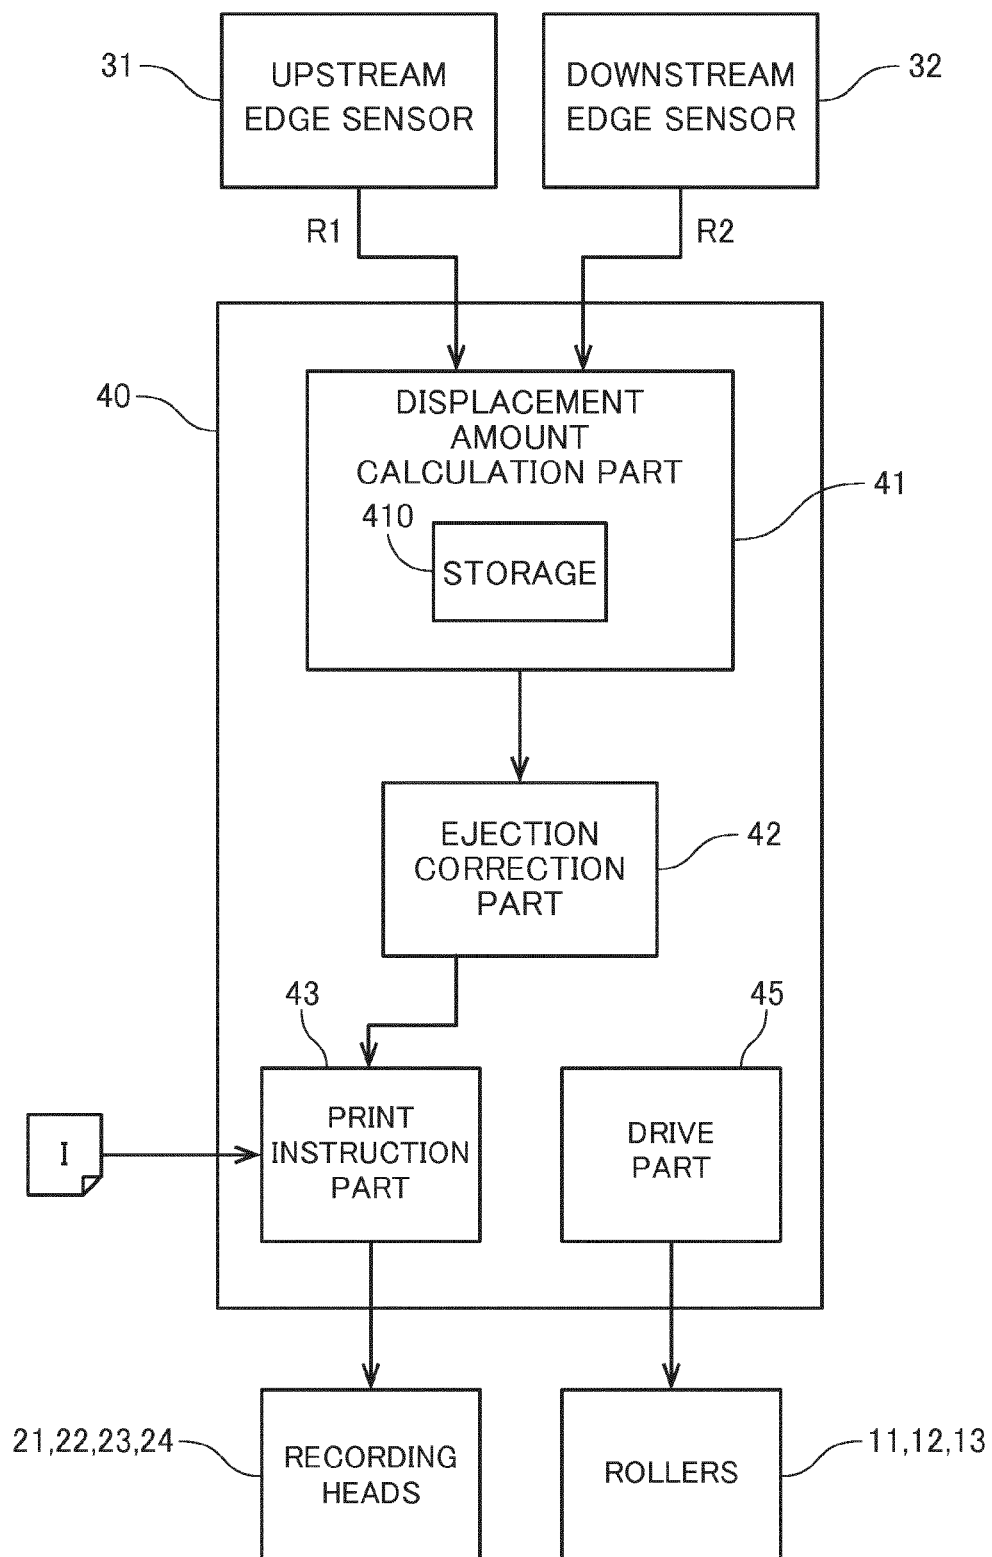 31
UPSTREAM
EDGE SENSOR
DOWNSTREAM
EDGE SENSOR
32
R1
R2
40
DISPLACEMENT
AMOUNT
CALCULATION PART
41
410
STORAGE
EJECTION
CORRECTION
PART
42
43
45
I
PRINT
INSTRUCTION
PART
DRIVE
PART
21,22,23,24
RECORDING
HEADS
ROLLERS
11,12,13